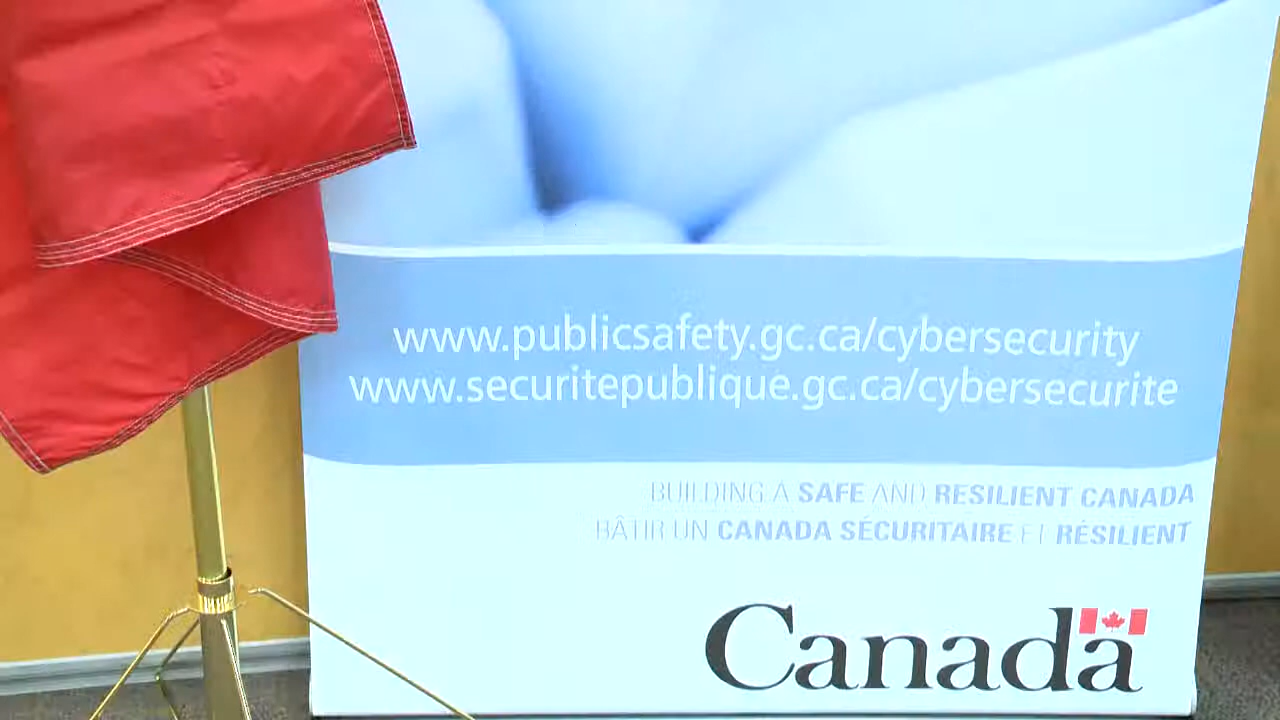 www.publicsafety.gc.ca/cybersecurity
www.securitepublique.gc.ca/cybersecurite
BUILDING A SAFE AND RESILIENT CANADA
BÂTIR UN CANADA SÉCURITAIRE ET RÉSILIENT
Canada